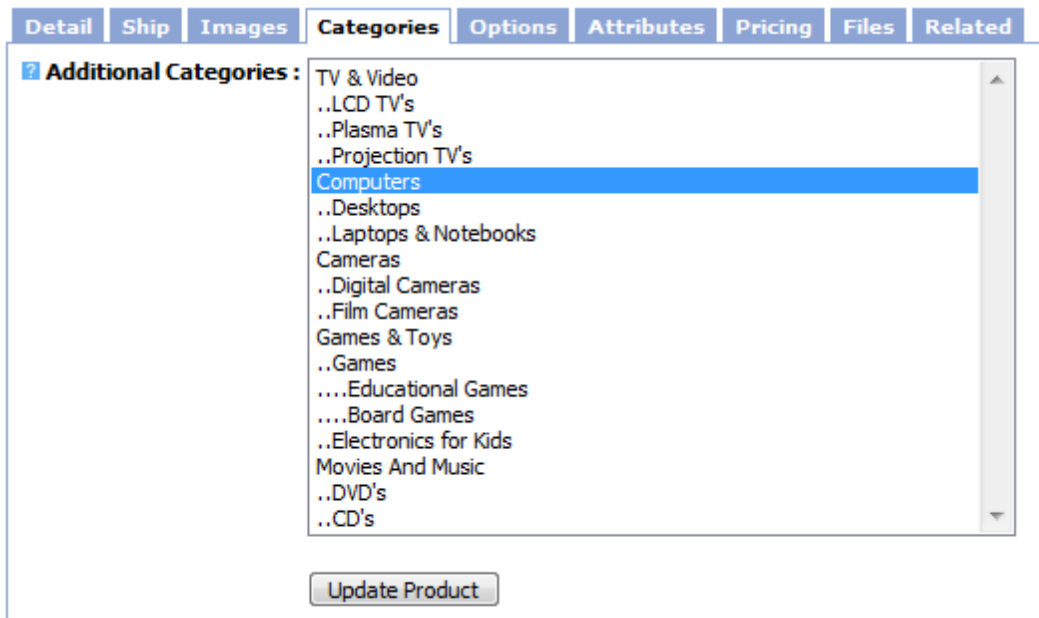 Detail Ship Images Categories Options Attributes Pricing Files Related
? Additional Categories :
TV & Video
..LCD TV's
..Plasma TV's
..Projection TV's
Computers
..Desktops
..Laptops & Notebooks
Cameras
..Digital Cameras
..Film Cameras
Games & Toys
..Games
....Educational Games
....Board Games
..Electronics for Kids
Movies And Music
..DVD's
..CD's
Update Product